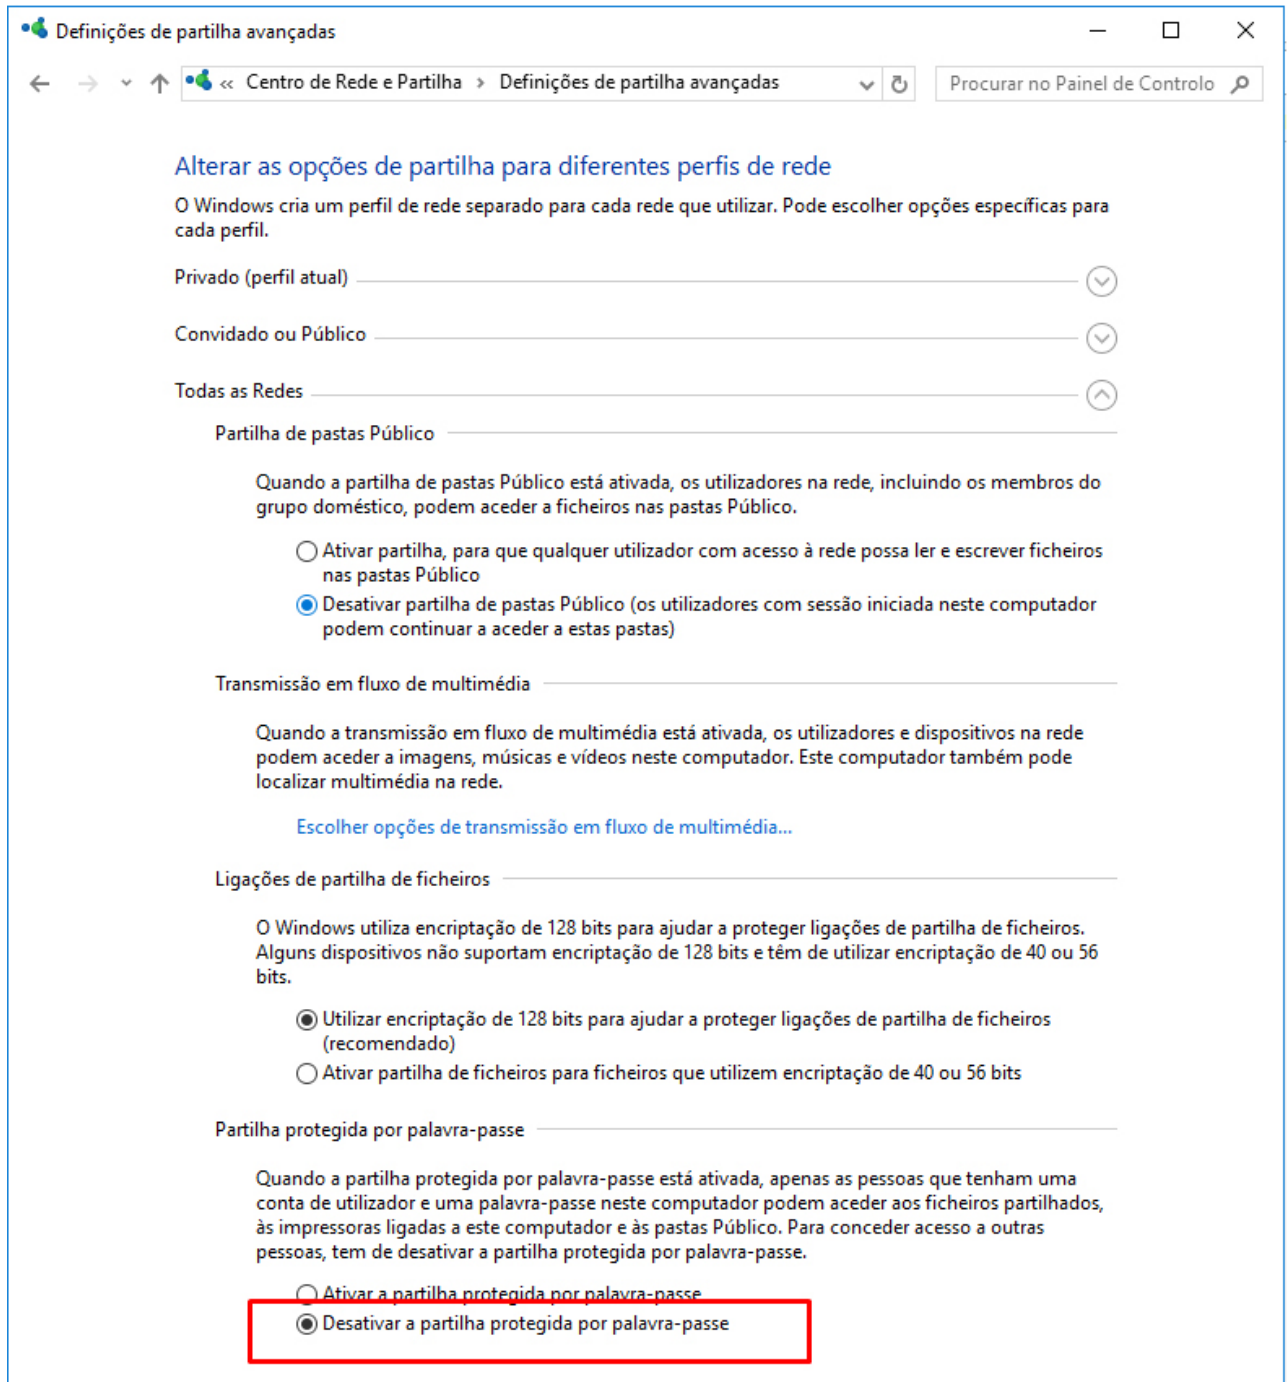 Definições de partilha avançadas
« Centro de Rede e Partilha > Definições de partilha avançadas
Procurar no Painel de Controlo
Alterar as opções de partilha para diferentes perfis de rede
O Windows cria um perfil de rede separado para cada rede que utilizar. Pode escolher opções específicas para
cada perfil.
Privado (perfil atual)
Convidado ou Público
Todas as Redes
Partilha de pastas Público
Quando a partilha de pastas Público está ativada, os utilizadores na rede, incluindo os membros do
grupo doméstico, podem aceder a ficheiros nas pastas Público.
Ativar partilha, para que qualquer utilizador com acesso à rede possa ler e escrever ficheiros
nas pastas Público
Desativar partilha de pastas Público (os utilizadores com sessão iniciada neste computador
podem continuar a aceder a estas pastas)
Transmissão em fluxo de multimédia
Quando a transmissão em fluxo de multimédia está ativada, os utilizadores e dispositivos na rede
podem aceder a imagens, músicas e vídeos neste computador. Este computador também pode
localizar multimédia na rede.
Escolher opções de transmissão em fluxo de multimédia...
Ligações de partilha de ficheiros
O Windows utiliza encriptação de 128 bits para ajudar a proteger ligações de partilha de ficheiros.
Alguns dispositivos não suportam encriptação de 128 bits e têm de utilizar encriptação de 40 ou 56
bits.
Utilizar encriptação de 128 bits para ajudar a proteger ligações de partilha de ficheiros
(recomendado)
Ativar partilha de ficheiros para ficheiros que utilizem encriptação de 40 ou 56 bits
Partilha protegida por palavra-passe
Quando a partilha protegida por palavra-passe está ativada, apenas as pessoas que tenham uma
conta de utilizador e uma palavra-passe neste computador podem aceder aos ficheiros partilhados,
às impressoras ligadas a este computador e às pastas Público. Para conceder acesso a outras
pessoas, tem de desativar a partilha protegida por palavra-passe.
Ativar a partilha protegida por palavra-passe
Desativar a partilha protegida por palavra-passe